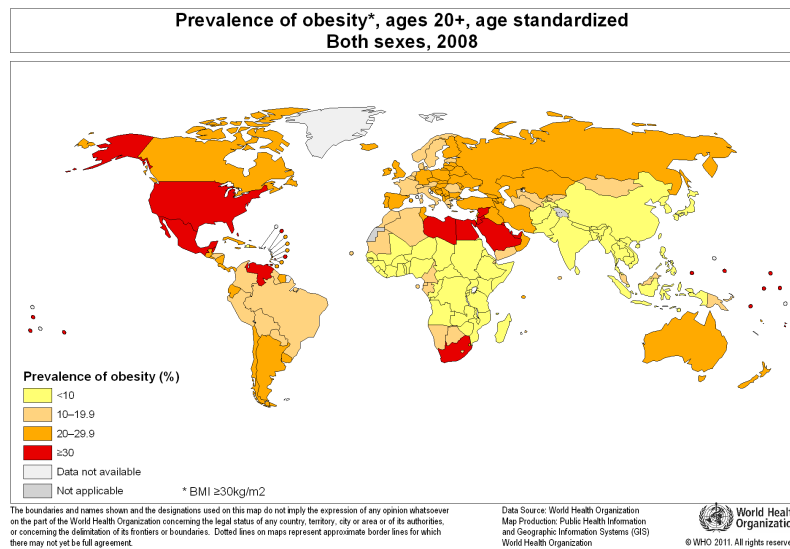 Prevalence of obesity*, ages 20+, age standardized
Both sexes, 2008
Prevalence of obesity (%)
<10
10–19.9
20–29.9
≥30
Data not available
Not applicable
* BMI ≥30kg/m2
The boundaries and names shown and the designations used on this map do not imply the expression of any opinion whatsoever
on the part of the World Health Organization concerning the legal status of any country, territory, city or area or of its authorities,
or concerning the delimitation of its frontiers or boundaries. Dotted lines on maps represent approximate border lines for which
there may not yet be full agreement.
Data Source: World Health Organization
Map Production: Public Health Information
and Geographic Information Systems (GIS)
World Health Organization
World Hea
Organizatio
© WHO 2011. All rights reserve